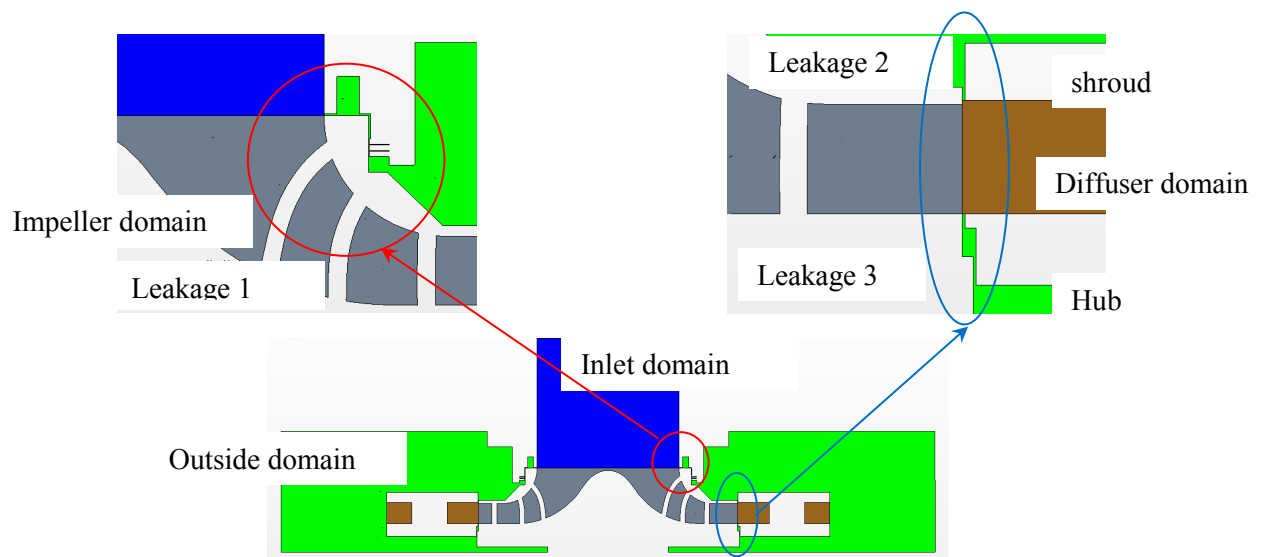 Leakage 2
shroud
Impeller domain
Diffuser domain
Leakage 1
Leakage 3
Hub
Inlet domain
Outside domain